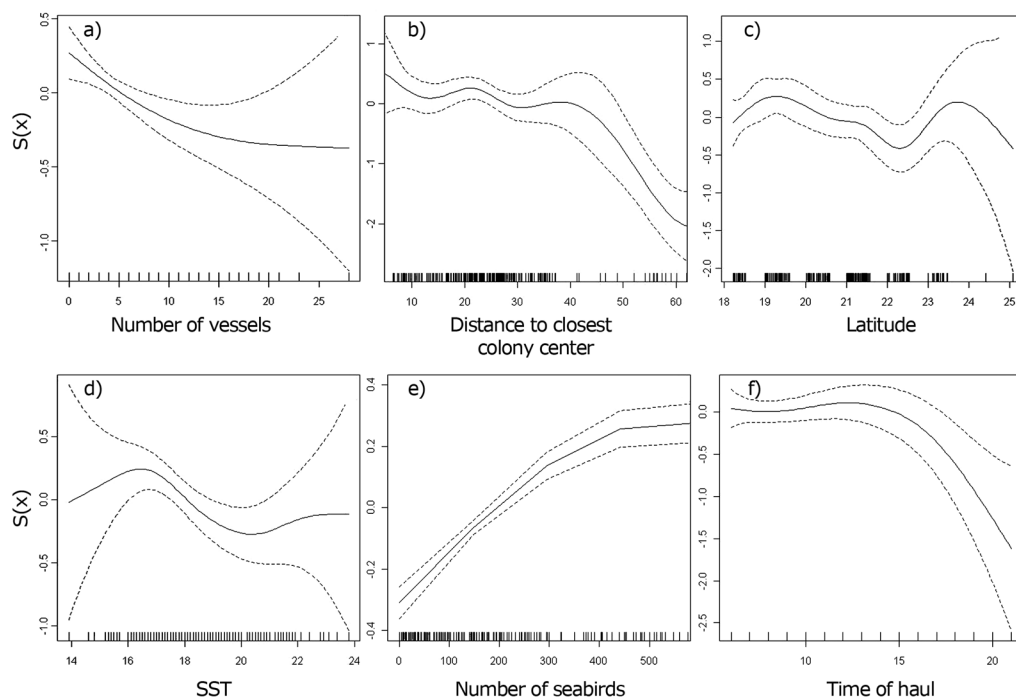 a)
b)
c)
S(x)
0.5
0.0
-0.5
-1.0
1
0
-1
-2
1.0
0.5
0.0
-0.5
-1.0
-1.5
-2.0
0 5 10 15 20 25
10 20 30 40 50 60
18 19 20 21 22 23 24 25
Number of vessels
Distance to closest
colony center
Latitude
d)
e)
f)
S(x)
0.5
0.0
-0.5
-1.0
0.4
0.2
0.0
-0.2
-0.4
0.0
-0.5
-1.0
-1.5
-2.0
-2.5
14 16 18 20 22 24
0 100 200 300 400 500
10 15 20
SST
Number of seabirds
Time of haul